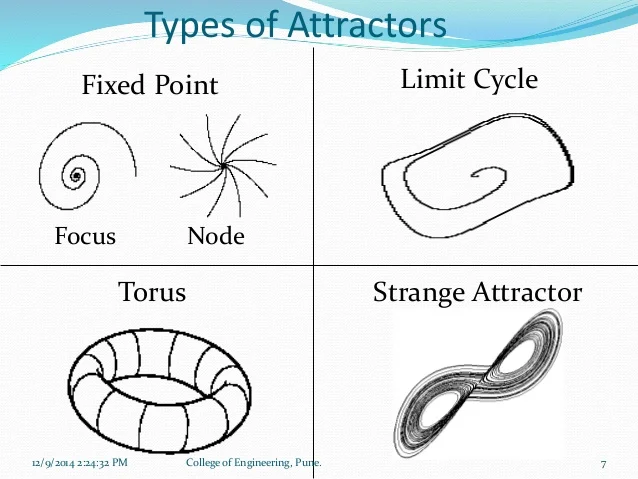 Types of Attractors
Fixed Point
Limit Cycle
Focus
Node
Torus
Strange Attractor
12/9/2014 2:24:32 PM
College of Engineering, Pune.
7